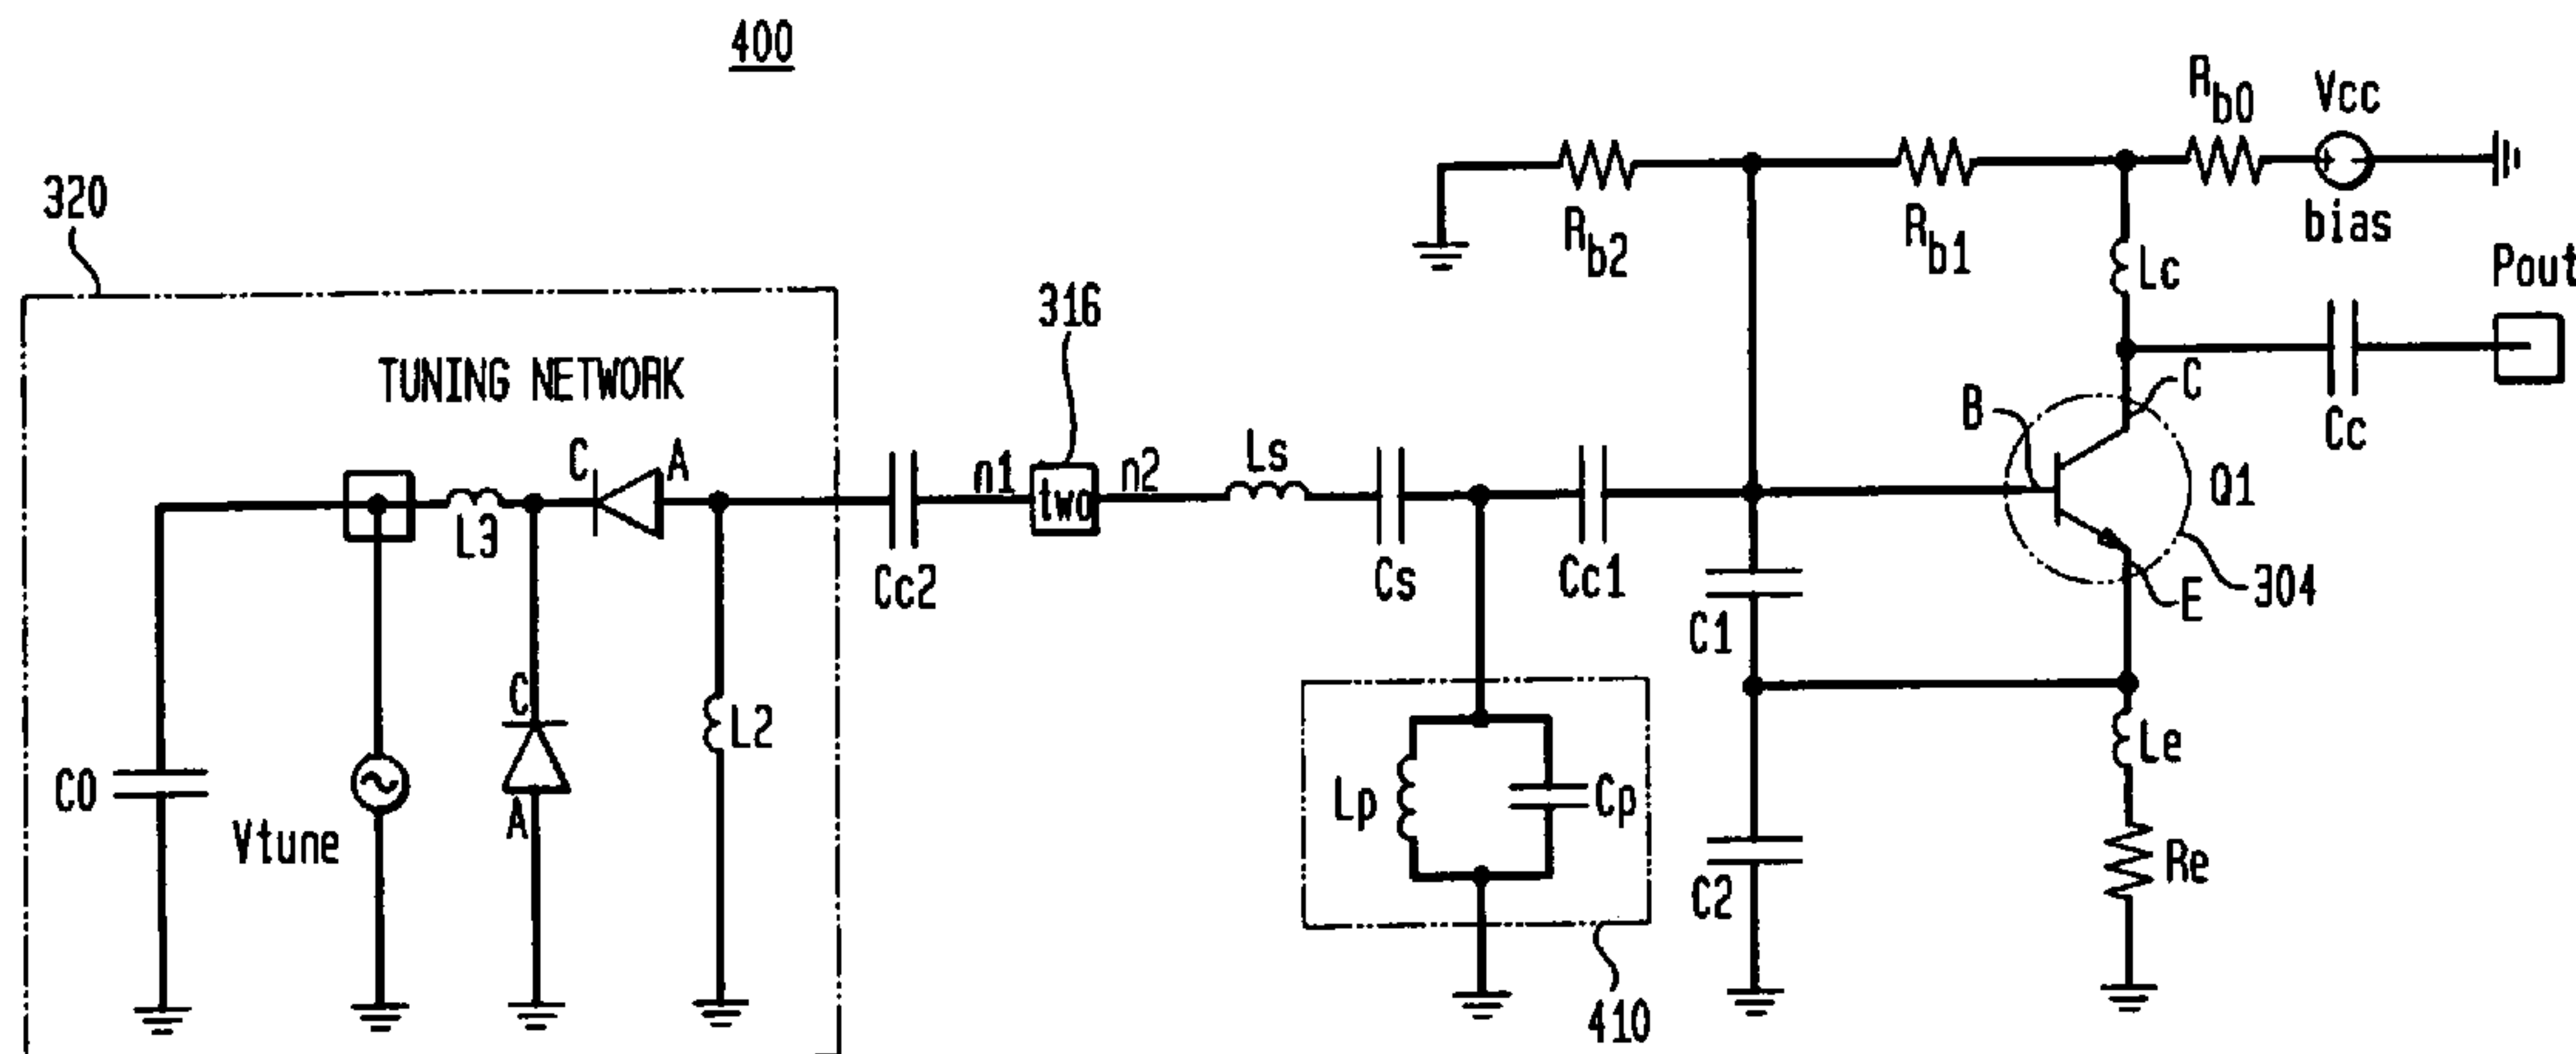 400
320
TUNING NETWORK
C
A
L3
C
A
C0
Vtune
L2
Cc2
n1
316
two
n2
Ls
Cs
Cc1
Lp
Cp
410
Rb2
Rb1
Rb0
Vcc
+ -
bias
Lc
Pout
Cc
B
C
Q1
E
304
C1
C2
Le
Re